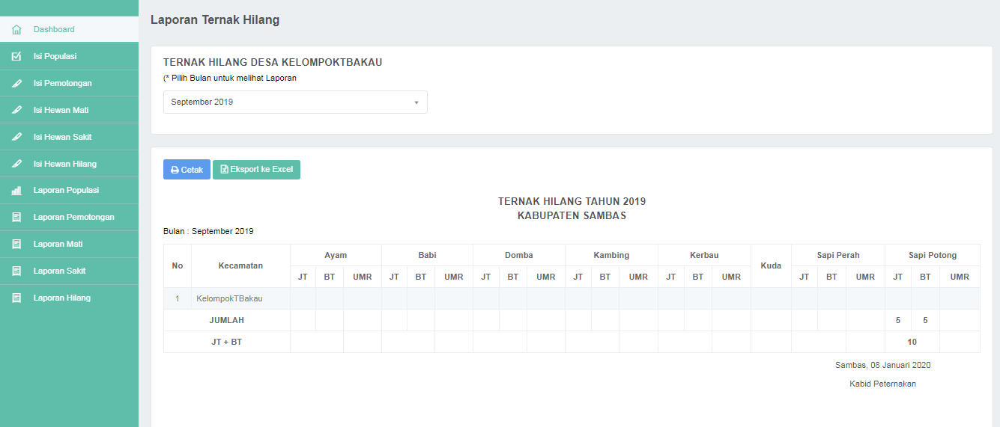 Dashboard
Isi Populasi
Isi Pemotongan
Isi Hewan Mati
Isi Hewan Sakit
Isi Hewan Hilang
Laporan Populasi
Laporan Pemotongan
Laporan Mati
Laporan Sakit
Laporan Hilang
Laporan Ternak Hilang
TERNAK HILANG DESA KELOMPOKTBAKAU
(* Pilih Bulan untuk melihat Laporan
September 2019
Cetak Eksport ke Excel
TERNAK HILANG TAHUN 2019
KABUPATEN SAMBAS
Bulan : September 2019
No Kecamatan Ayam Babi Domba Kambing Kerbau Kuda Sapi Perah Sapi Potong
JT BT UMR JT BT UMR JT BT UMR JT BT UMR JT BT UMR JT BT UMR JT BT UMR
1 KelompokTBakau
JUMLAH 5 5
JT + BT 10
Sambas, 08 Januari 2020
Kabid Peternakan